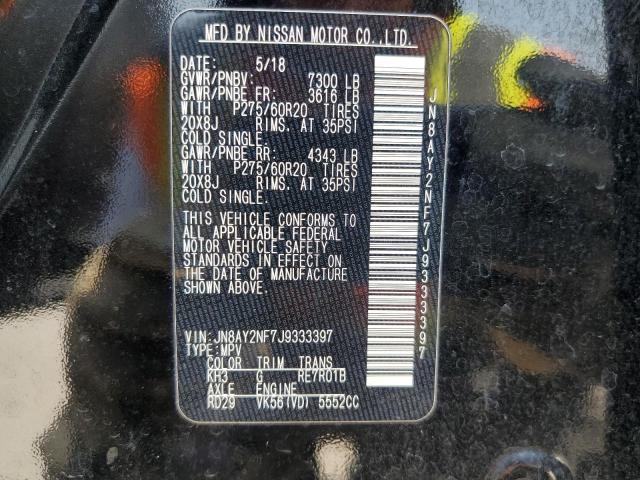 MFD BY NISSAN MOTOR CO.,LTD.
DATE: 5/18
GVWR/PNBV: 7300 LB
GAWR/PNBE FR: 3616 LB
WITH P275/60R20 TIRES
20X8J RIMS. AT 35PSI
COLD SINGLE.
GAWR/PNBE RR: 4343 LB
WITH P275/60R20 TIRES
20X8J RIMS. AT 35PSI
COLD SINGLE.
THIS VEHICLE CONFORMS TO
ALL APPLICABLE FEDERAL
MOTOR VEHICLE SAFETY
STANDARDS IN EFFECT ON
THE DATE OF MANUFACTURE
SHOWN ABOVE.
VIN:JN8AY2NF7J9333397
TYPE:MPV
COLOR TRIM TRANS
KH3 G RE7R01B
AXLE ENGINE
RD29 VK56(VD) 5552CC
JN8AY2NF7J9333397